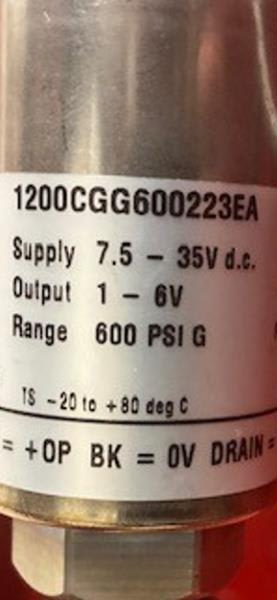 1200CGG600223EA
Supply 7.5 - 35V d.c.
Output 1 - 6V
Range 600 PSI G
TS -20 to +80 deg C
= +OP BK = 0V DRAIN =